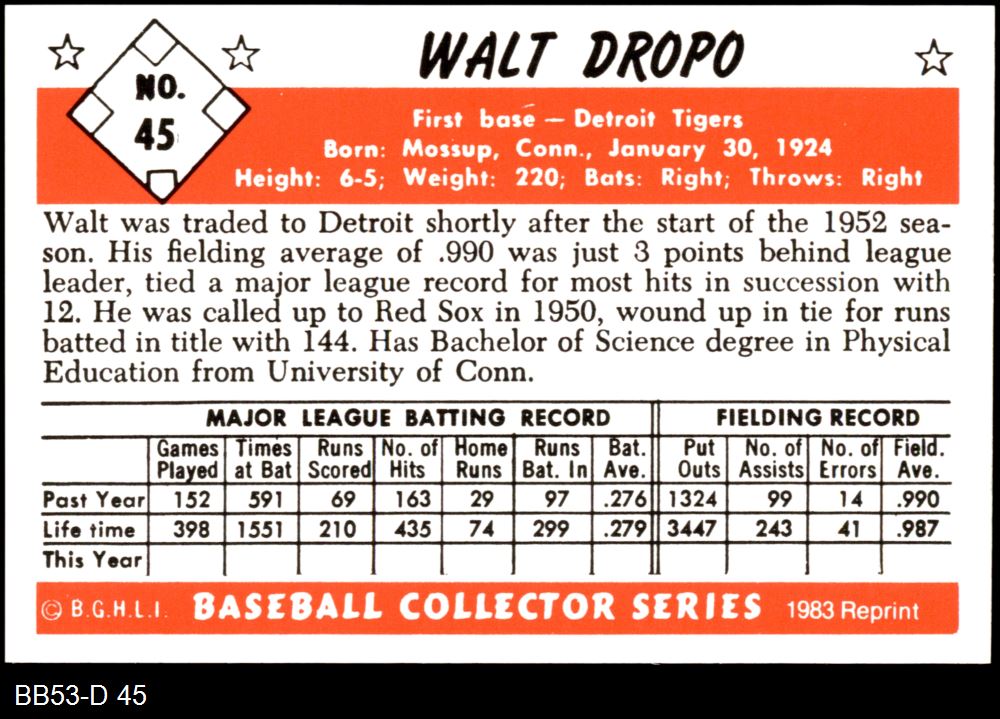 WALT DROPO
NO.
45
First base — Detroit Tigers
Born: Mossup, Conn., January 30, 1924
Height: 6-5; Weight: 220; Bats: Right; Throws: Right
Walt was traded to Detroit shortly after the start of the 1952 sea-
son. His fielding average of .990 was just 3 points behind league
leader, tied a major league record for most hits in succession with
12. He was called up to Red Sox in 1950, wound up in tie for runs
batted in title with 144. Has Bachelor of Science degree in Physical
Education from University of Conn.
MAJOR LEAGUE BATTING RECORD FIELDING RECORD
Games Times Runs No. of Home Runs Bat. Put No. of No. of Field.
Played at Bat Scored Hits Runs Bat. In Ave. Outs Assists Errors Ave.
Past Year 152 591 69 163 29 97 .276 1324 99 14 .990
Life time 398 1551 210 435 74 299 .279 3447 243 41 .987
This Year
© B.G.H.L.I. BASEBALL COLLECTOR SERIES 1983 Reprint
BB53-D 45